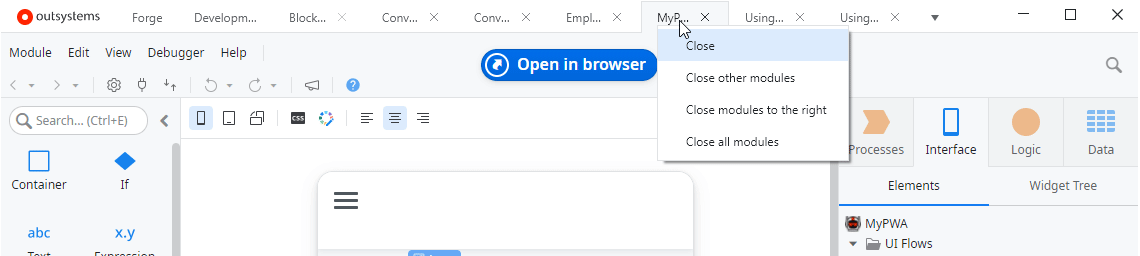 outsystems Forge Developm... Block... Conv... Conv... Empl... MyP... Using... Using...
Module Edit View Debugger Help
Open in browser
Close
Close other modules
Close modules to the right
Close all modules
Search... (Ctrl+E)
css
Processes Interface Logic Data
Container If
Elements Widget Tree
abc x.y
MyPWA
UI Flows
Text Expression